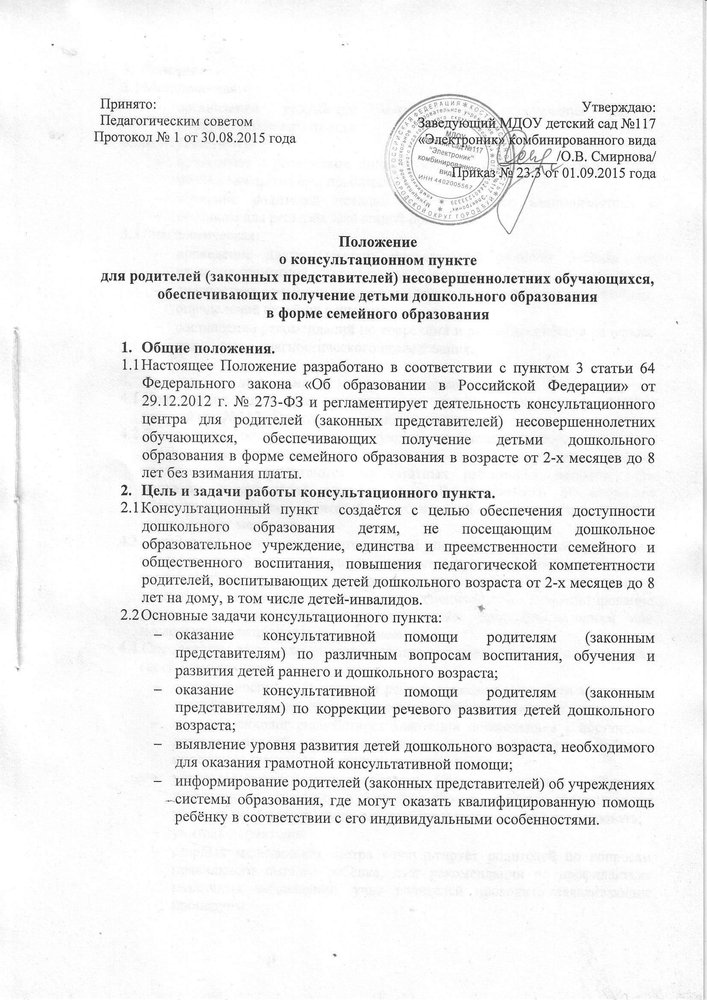 Принято:
Педагогическим советом
Протокол № 1 от 30.08.2015 года
Утверждаю:
Заведующий МДОУ детский сад №117
«Электроник» комбинированного вида
/О.В. Смирнова/
Приказ № 23.3 от 01.09.2015 года
РОССИЙСКАЯ ФЕДЕРАЦИЯ * КОСТРОМСКАЯ ОБЛАСТЬ * ГОРОДСКОЙ ОКРУГ ГОРОД БУЙ *
МДОУ
детский сад №117
"Электроник"
комбинированного
вида
ИНН 4402005567
Положение
о консультационном пункте
для родителей (законных представителей) несовершеннолетних обучающихся,
обеспечивающих получение детьми дошкольного образования
в форме семейного образования
1. Общие положения.
1.1 Настоящее Положение разработано в соответствии с пунктом 3 статьи 64
Федерального закона «Об образовании в Российской Федерации» от
29.12.2012 г. № 273-ФЗ и регламентирует деятельность консультационного
центра для родителей (законных представителей) несовершеннолетних
обучающихся, обеспечивающих получение детьми дошкольного
образования в форме семейного образования в возрасте от 2-х месяцев до 8
лет без взимания платы.
2. Цель и задачи работы консультационного пункта.
2.1 Консультационный пункт создаётся с целью обеспечения доступности
дошкольного образования детям, не посещающим дошкольное
образовательное учреждение, единства и преемственности семейного и
общественного воспитания, повышения педагогической компетентности
родителей, воспитывающих детей дошкольного возраста от 2-х месяцев до 8
лет на дому, в том числе детей-инвалидов.
2.2 Основные задачи консультационного пункта:
– оказание консультативной помощи родителям (законным
представителям) по различным вопросам воспитания, обучения и
развития детей раннего и дошкольного возраста;
– оказание консультативной помощи родителям (законным
представителям) по коррекции речевого развития детей дошкольного
возраста;
– выявление уровня развития детей дошкольного возраста, необходимого
для оказания грамотной консультативной помощи;
– информирование родителей (законных представителей) об учреждениях
системы образования, где могут оказать квалифицированную помощь
ребёнку в соответствии с его индивидуальными особенностями.